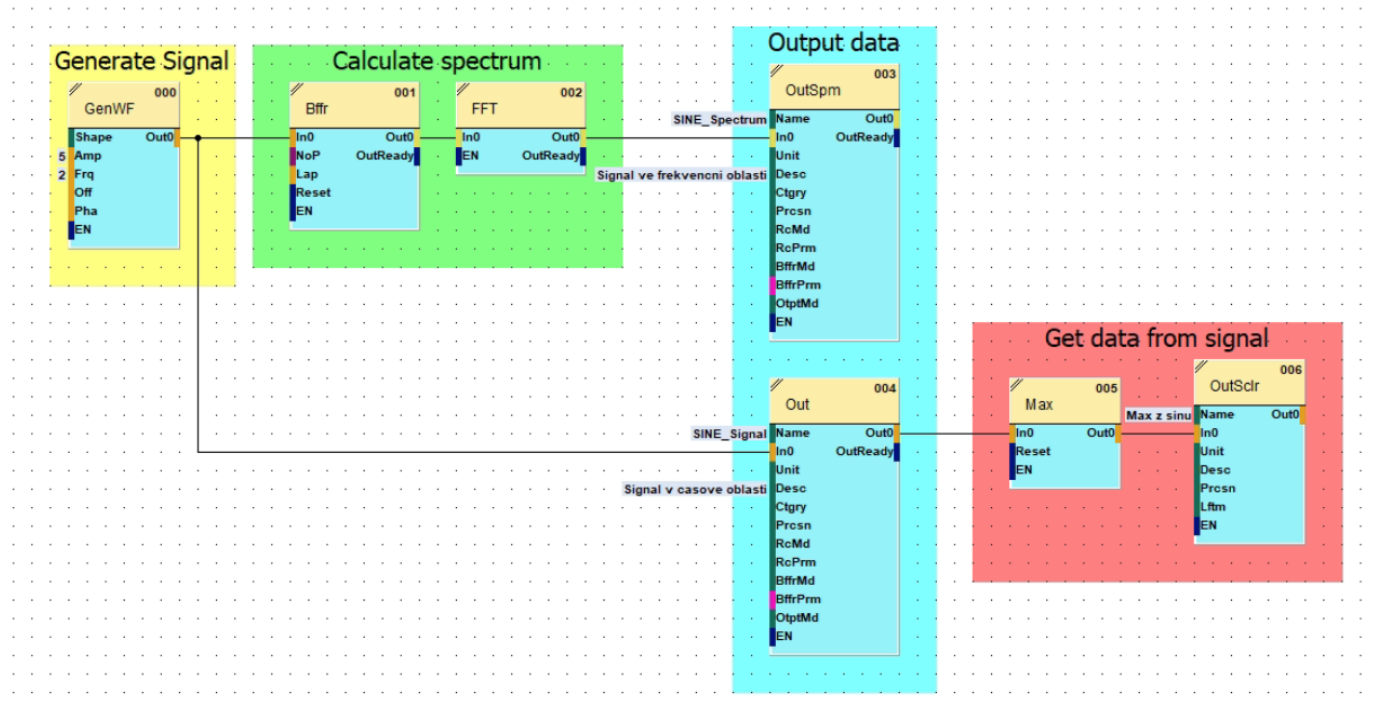 Generate Signal
000
GenWF
Shape Out0
5 Amp
2 Frq
Off
Pha
EN
Calculate spectrum
001
Bffr
In0 Out0
NoP OutReady
Lap
Reset
EN
002
FFT
In0 Out0
EN OutReady
Output data
003
OutSpm
SINE_Spectrum Name Out0
In0 OutReady
Unit
Signal ve frekvencni oblasti Desc
Ctgry
Prcsn
RcMd
RcPrm
BffrMd
BffrPrm
OtptMd
EN
004
Out
SINE_Signal Name Out0
In0 OutReady
Unit
Signal v casove oblasti Desc
Ctgry
Prcsn
RcMd
RcPrm
BffrMd
BffrPrm
OtptMd
EN
Get data from signal
005
Max
In0 Out0
Reset
EN
006
OutSclr
Max z sinu Name Out0
In0
Unit
Desc
Prcsn
Lftm
EN